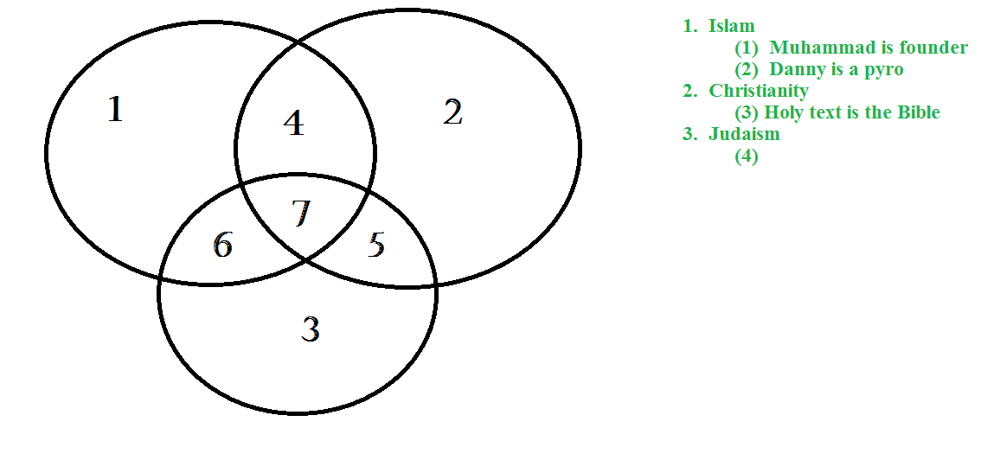 1
4
2
7
6
5
3
1. Islam
(1) Muhammad is founder
(2) Danny is a pyro
2. Christianity
(3) Holy text is the Bible
3. Judaism
(4)